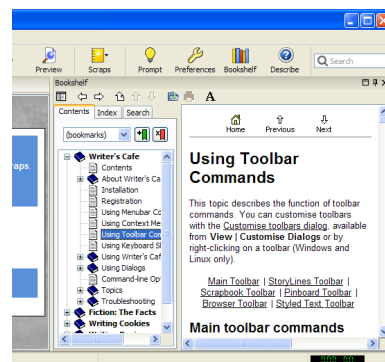 Preview Scraps Prompt Preferences Bookshelf Describe Search
Bookshelf
A
Contents Index Search
(bookmarks)
Home Previous Next
Writer's Cafe
Contents
About Writer's Ca
Installation
Registration
Using Menubar Co
Using Context Me
Using Toolbar Com
Using Keyboard Sh
Using Writer's Caf
Using Dialogs
Command-line Op
Topics
Troubleshooting
Fiction: The Facts
Writing Cookies
raps.
Using Toolbar
Commands
This topic describes the function of toolbar
commands. You can customise toolbars
with the Customise toolbars dialog, available
from View | Customise Dialogs or by
right-clicking on a toolbar (Windows and
Linux only).
Main Toolbar | StoryLines Toolbar |
Scrapbook Toolbar | Pinboard Toolbar |
Browser Toolbar | Styled Text Toolbar
Main toolbar commands